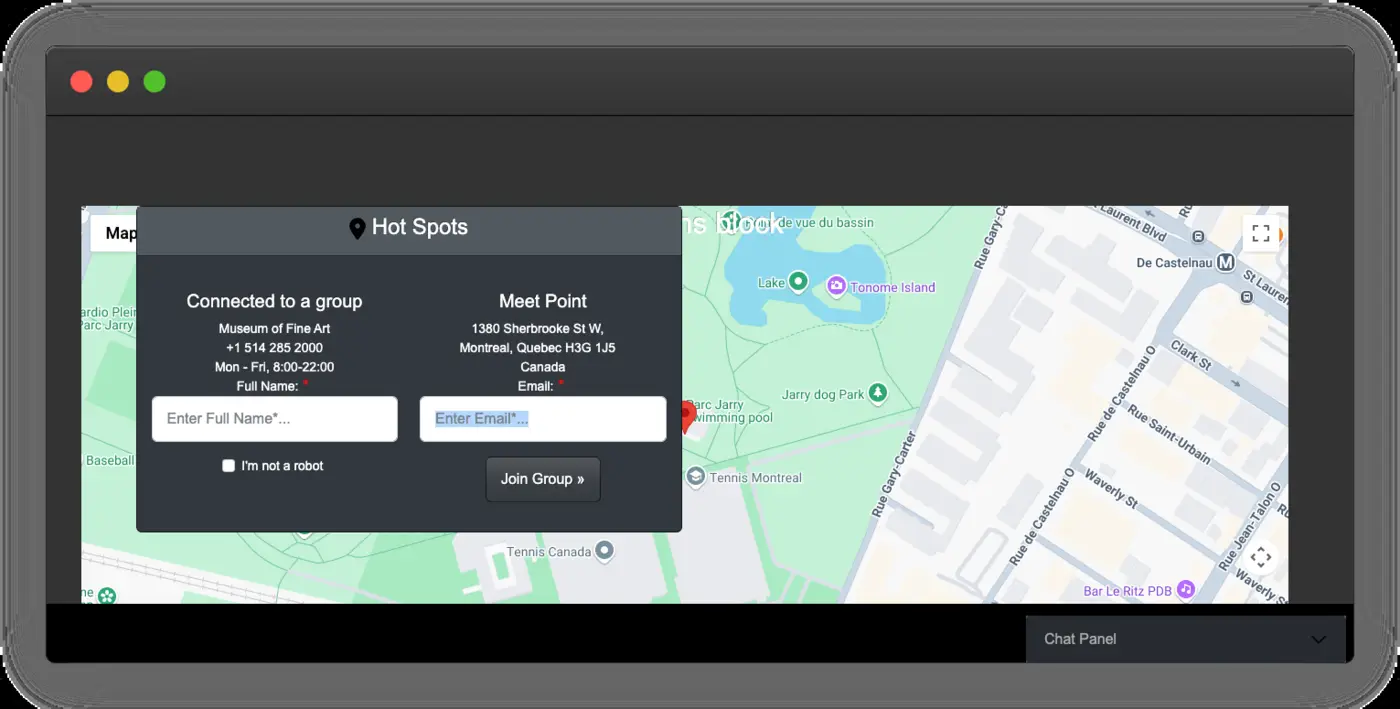 Map
Hot Spots
block
de vue du bassin
Connected to a group
Museum of Fine Art
+1 514 285 2000
Mon - Fri, 8:00-22:00
Full Name: *
Enter Full Name*...
I'm not a robot
Meet Point
1380 Sherbrooke St W,
Montreal, Quebec H3G 1J5
Canada
Email: *
Enter Email*...
Join Group »
Parc Jarry
Baseball
Lake
Tonome Island
Jarry dog Park
Parc Jarry
swimming pool
Tennis Montreal
Tennis Canada
Rue Gary-Carter
Rue Gary-C
Laurent Blvd
De Castelnau
M
St Lauren
Clark St
Rue de Castelnau O
Rue Saint-Urbain
Waverly St
Rue de Castelnau O
Rue Jean-Talon O
Waverly St
Bar Le Ritz PDB
Chat Panel